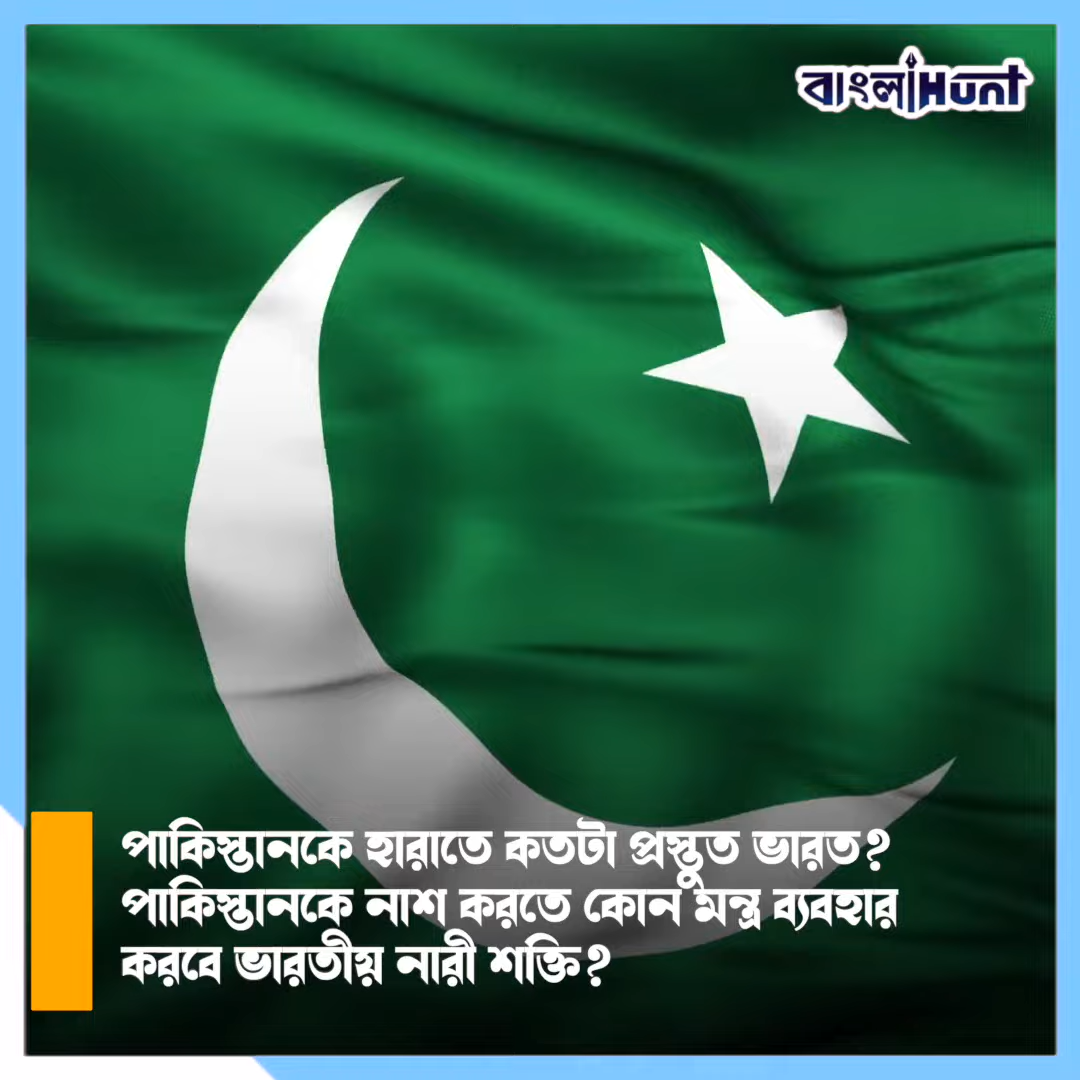 বাংলাHunt
পাকিস্তানকে হারাতে কতটা প্রস্তুত ভারত?
পাকিস্তানকে নাশ করতে কোন মন্ত্র ব্যবহার
করবে ভারতীয় নারী শক্তি?